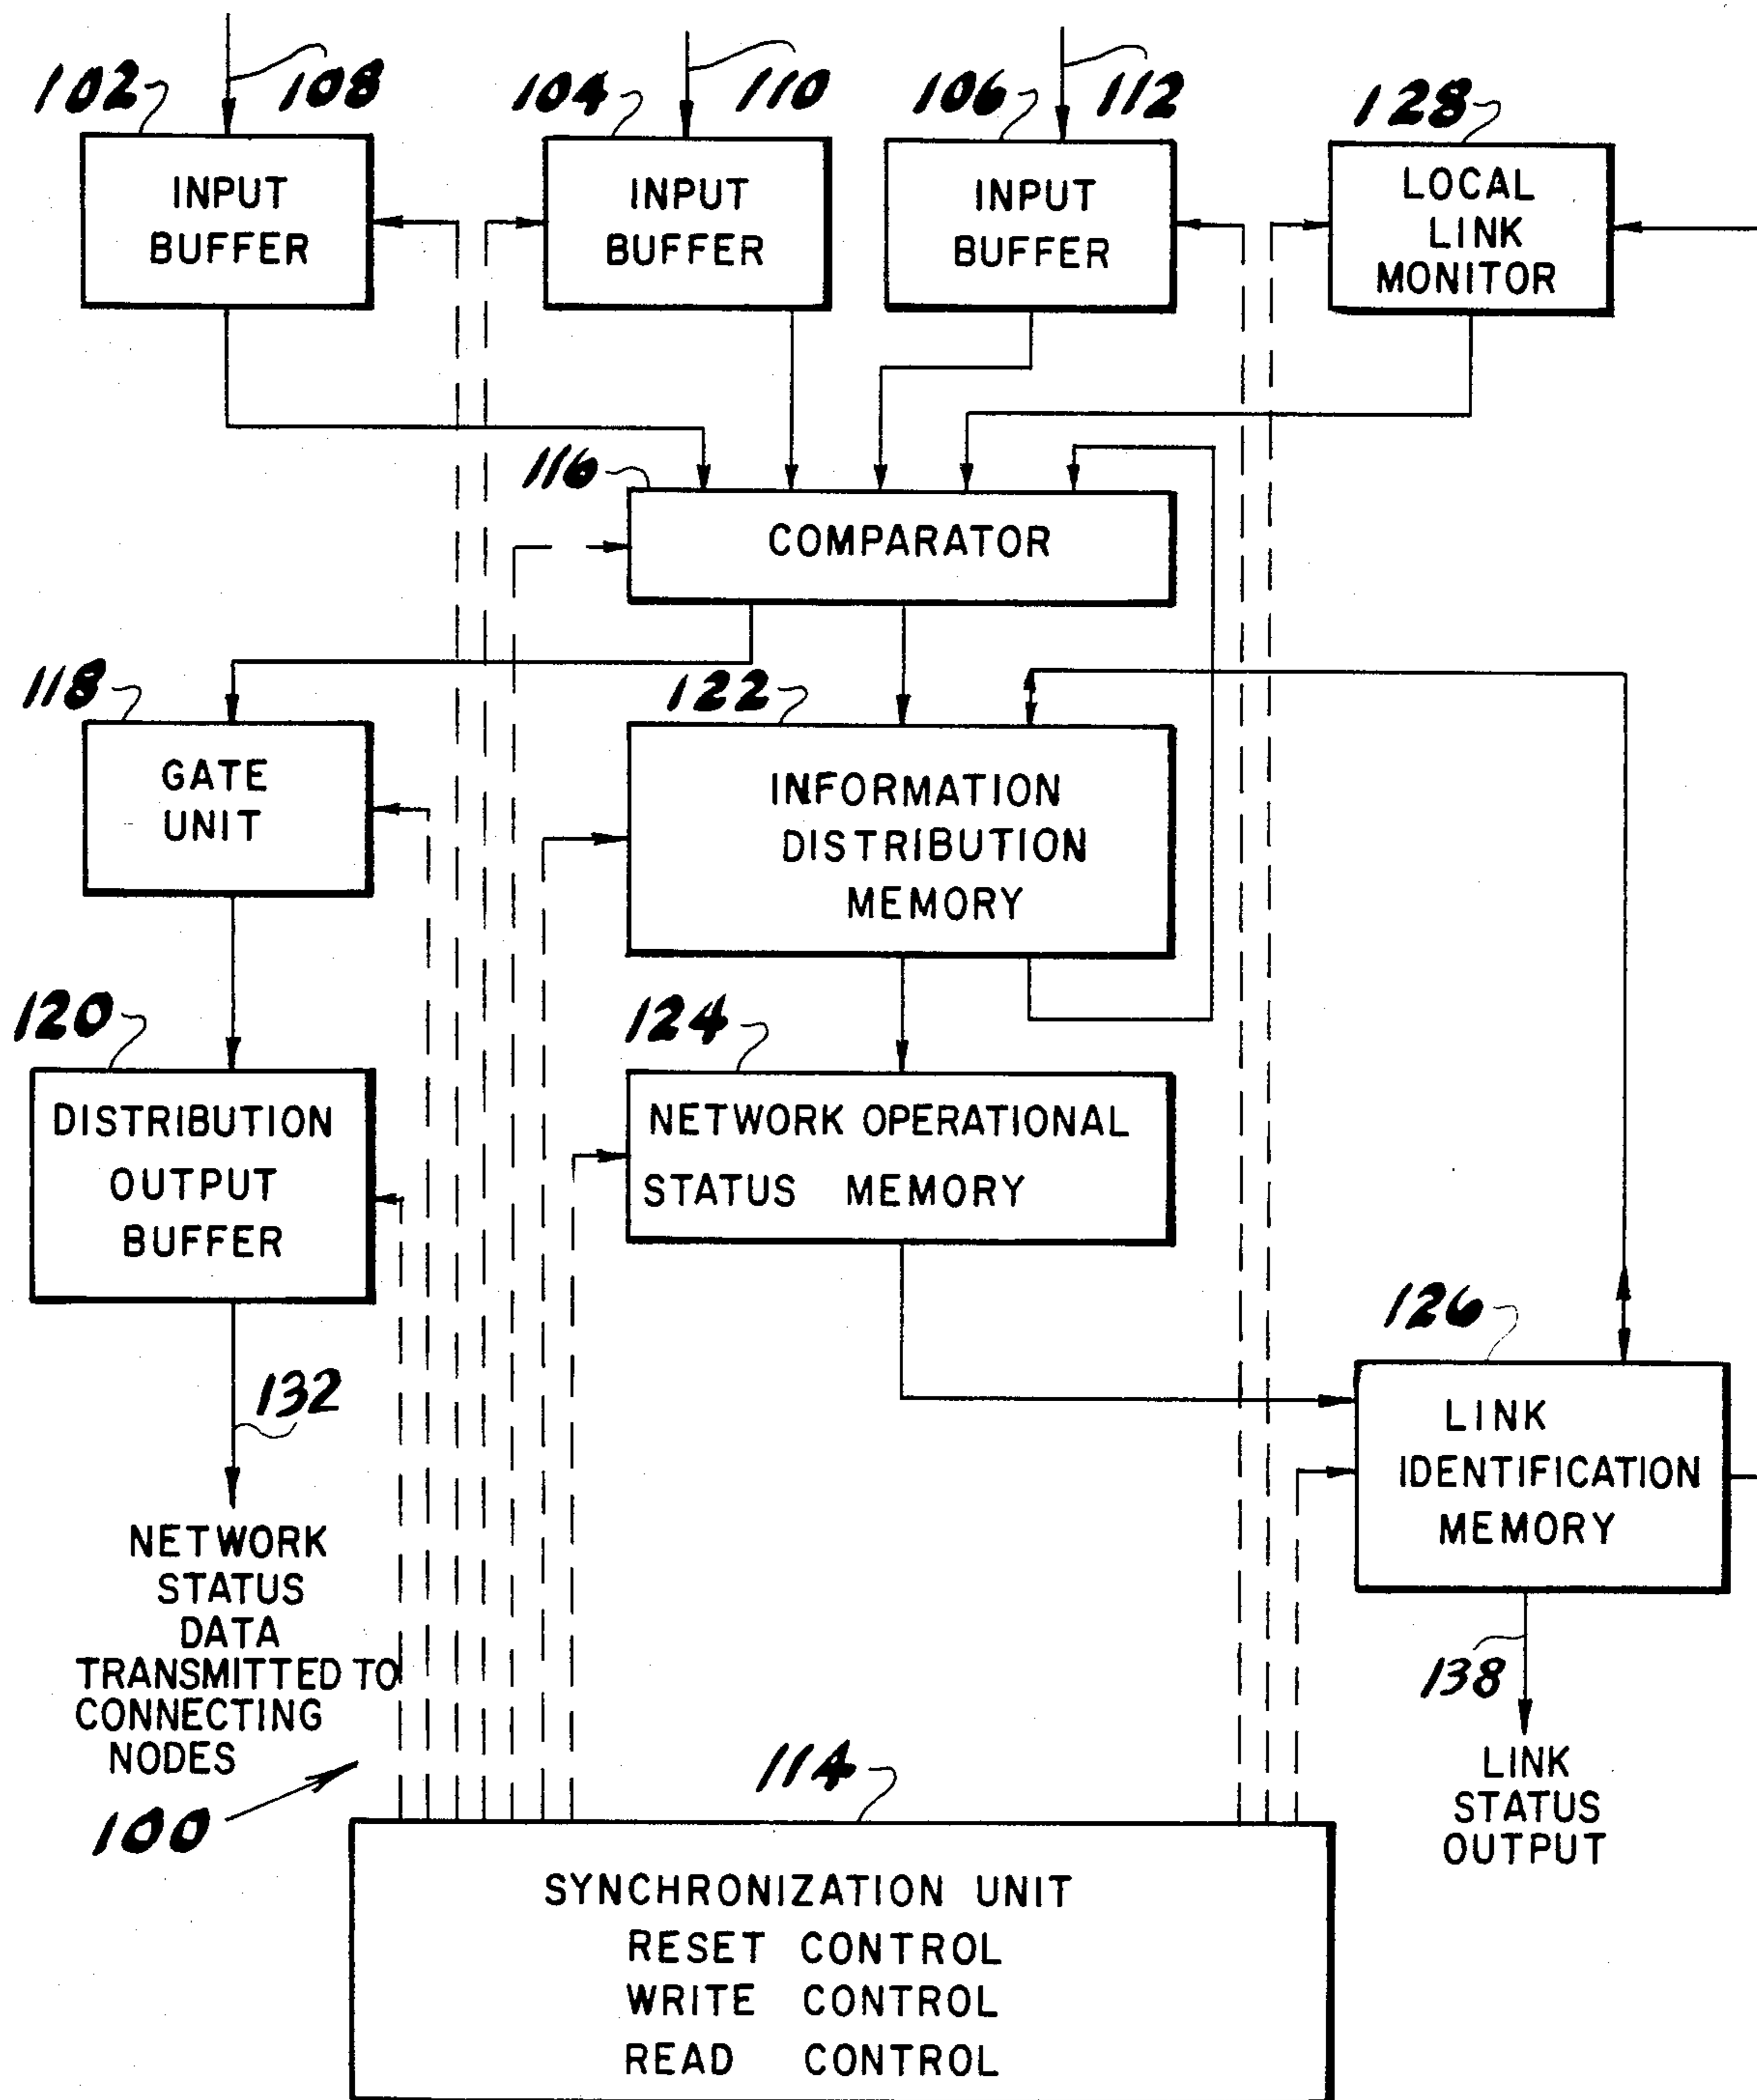 102
108
104
110
106
112
128
INPUT
BUFFER
INPUT
BUFFER
INPUT
BUFFER
LOCAL
LINK
MONITOR
116
COMPARATOR
118
122
GATE
UNIT
INFORMATION
DISTRIBUTION
MEMORY
120
124
DISTRIBUTION
OUTPUT
BUFFER
NETWORK OPERATIONAL
STATUS MEMORY
126
132
LINK
IDENTIFICATION
MEMORY
NETWORK
STATUS
DATA
TRANSMITTED TO
CONNECTING
NODES
138
LINK
STATUS
OUTPUT
100
114
SYNCHRONIZATION UNIT
RESET CONTROL
WRITE CONTROL
READ CONTROL